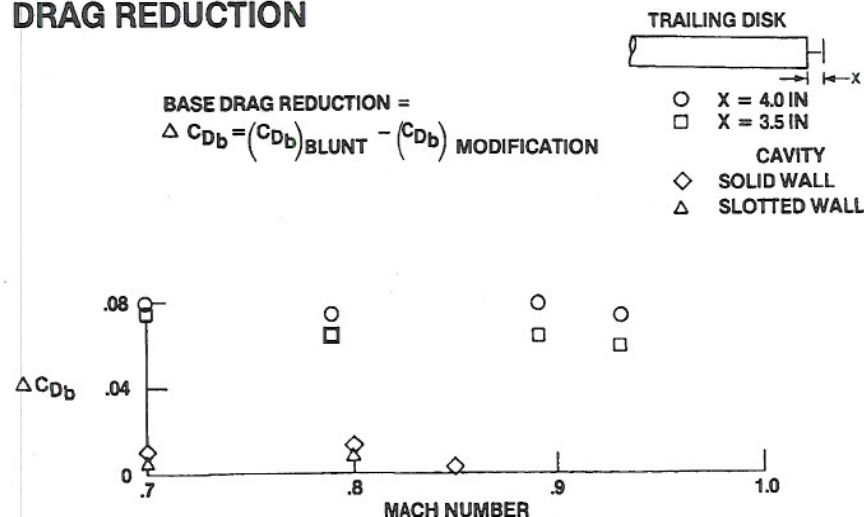 DRAG REDUCTION
TRAILING DISK
X
BASE DRAG REDUCTION =
Δ CDb = (CDb)BLUNT - (CDb) MODIFICATION
○ X = 4.0 IN
□ X = 3.5 IN
CAVITY
◇ SOLID WALL
△ SLOTTED WALL
.08
Δ CDb .04
0
.7 .8 .9 1.0
MACH NUMBER